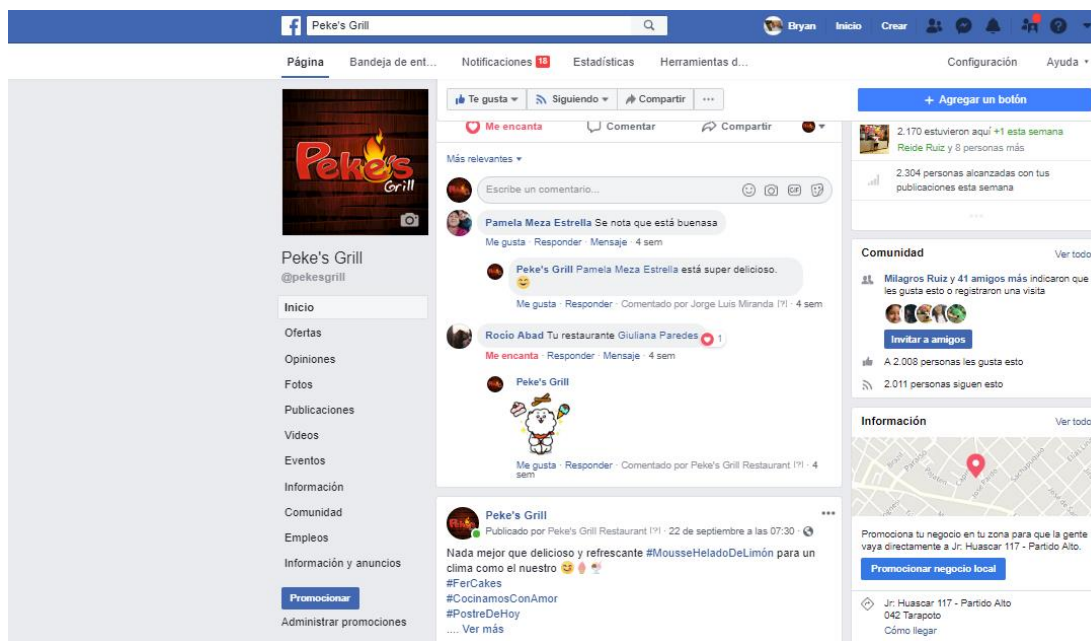 Peke's Grill
Bryan Inicio Crear
Página Bandeja de ent... Notificaciones 18 Estadísticas Herramientas d... Configuración Ayuda
Peke's
Grill
Peke's Grill
@pekesgrill
Inicio
Ofertas
Opiniones
Fotos
Publicaciones
Videos
Eventos
Información
Comunidad
Empleos
Información y anuncios
Promocionar
Administrar promociones
Te gusta Siguiendo Compartir ...
Me encanta Comentar Compartir
Más relevantes
Escribe un comentario...
GIF
Pamela Meza Estrella Se nota que está buenasa
Me gusta · Responder · Mensaje · 4 sem
Peke's Grill Pamela Meza Estrella está super delicioso.
😋
Me gusta · Responder · Comentado por Jorge Luis Miranda [?] · 4 sem
Rocío Abad Tu restaurante Giuliana Paredes 1
Me encanta · Responder · Mensaje · 4 sem
Peke's Grill
Me gusta · Responder · Comentado por Peke's Grill Restaurant [?] · 4
sem
Peke's Grill ...
Publicado por Peke's Grill Restaurant [?] · 22 de septiembre a las 07:30 ·
Nada mejor que delicioso y refrescante #MousseHeladoDeLimón para un
clima como el nuestro 😋🍦🍧
#FerCakes
#CocinamosConAmor
#PostreDeHoy
.... Ver más
+ Agregar un botón
2.170 estuvieron aquí +1 esta semana
Reide Ruiz y 8 personas más
2.304 personas alcanzadas con tus
publicaciones esta semana
...
Comunidad Ver todo
Milagros Ruiz y 41 amigos más indicaron que
les gusta esto o registraron una visita
Invitar a amigos
A 2.008 personas les gusta esto
2.011 personas siguen esto
Información Ver todo
Promociona tu negocio en tu zona para que la gente
vaya directamente a Jr: Huascar 117 - Partido Alto.
Promocionar negocio local
Jr: Huascar 117 - Partido Alto
042 Tarapoto
Cómo llegar